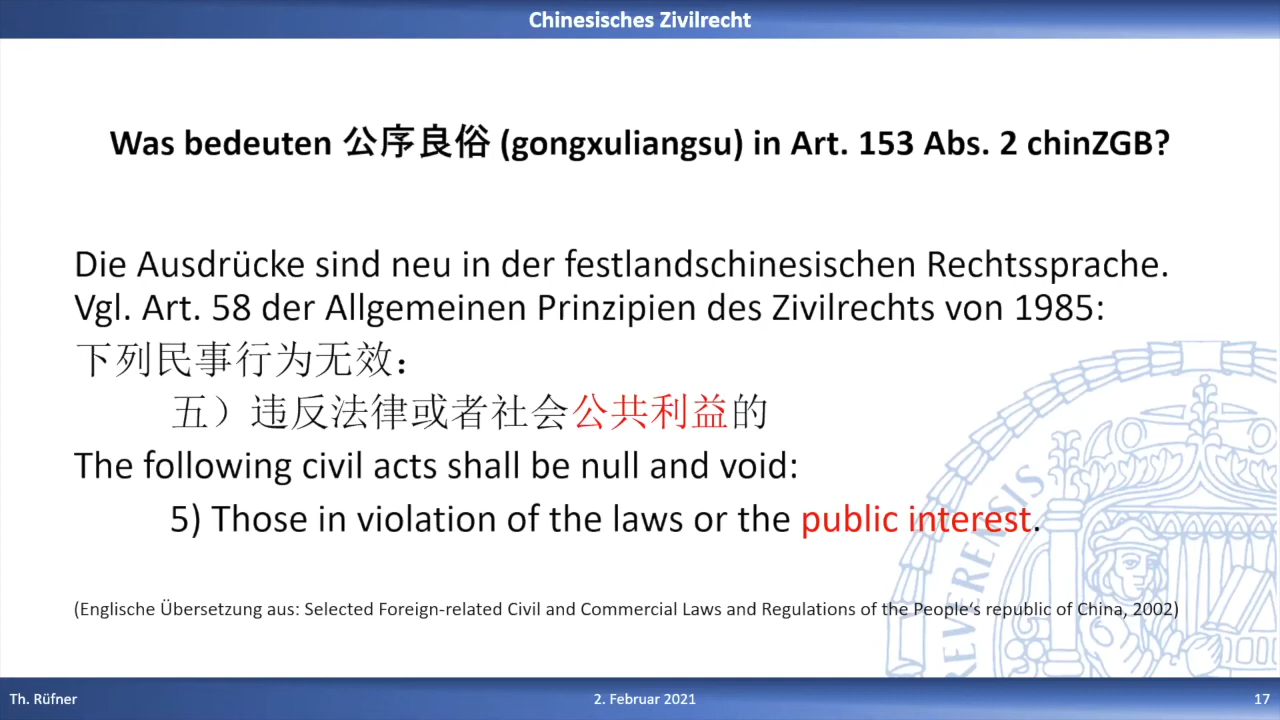 Chinesisches Zivilrecht
Was bedeuten 公序良俗 (gongxuliangsu) in Art. 153 Abs. 2 chinZGB?
Die Ausdrücke sind neu in der festlandschinesischen Rechtssprache.
Vgl. Art. 58 der Allgemeinen Prinzipien des Zivilrechts von 1985:
下列民事行为无效：
五）违反法律或者社会公共利益的
The following civil acts shall be null and void:
5) Those in violation of the laws or the public interest.
(Englische Übersetzung aus: Selected Foreign-related Civil and Commercial Laws and Regulations of the People‘s republic of China, 2002)
REVERENSIS
Th. Rüfner
2. Februar 2021
17